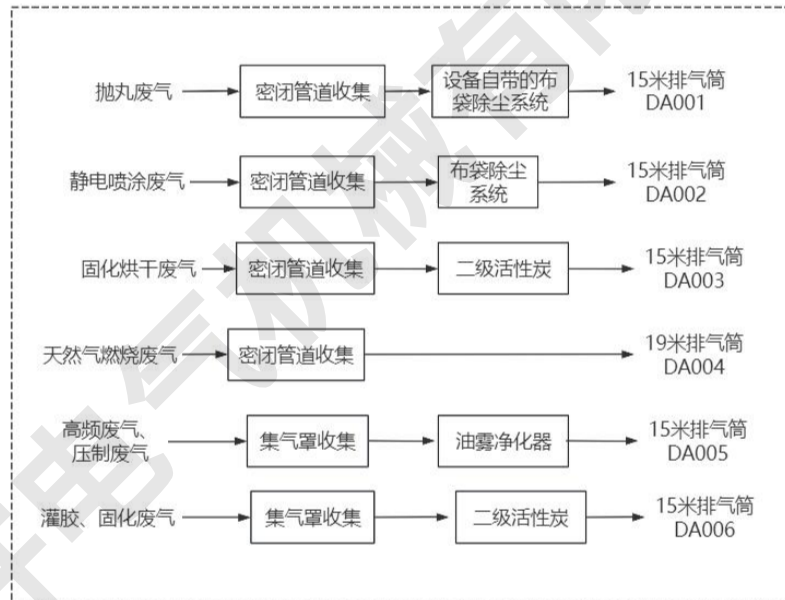 抛丸废气
密闭管道收集
设备自带的布
袋除尘系统
15米排气筒
DA001
静电喷涂废气
密闭管道收集
布袋除尘
系统
15米排气筒
DA002
固化烘干废气
密闭管道收集
二级活性炭
15米排气筒
DA003
天然气燃烧废气
密闭管道收集
19米排气筒
DA004
高频废气、
压制废气
集气罩收集
油雾净化器
15米排气筒
DA005
灌胶、固化废气
集气罩收集
二级活性炭
15米排气筒
DA006
电气机械有